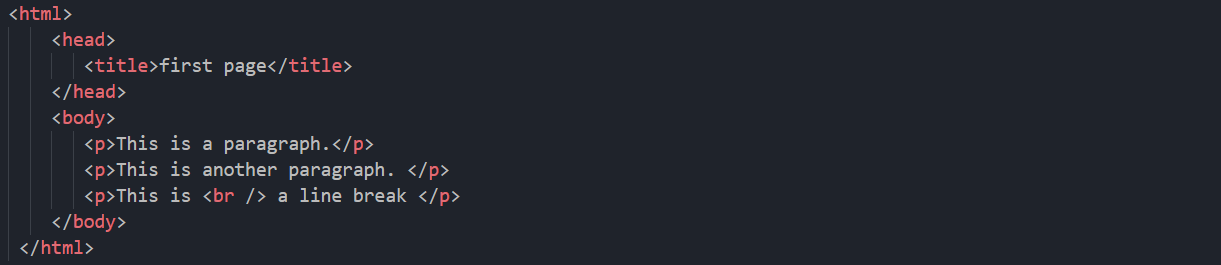 <html>
<head>
<title>first page</title>
</head>
<body>
<p>This is a paragraph.</p>
<p>This is another paragraph. </p>
<p>This is <br /> a line break </p>
</body>
</html>